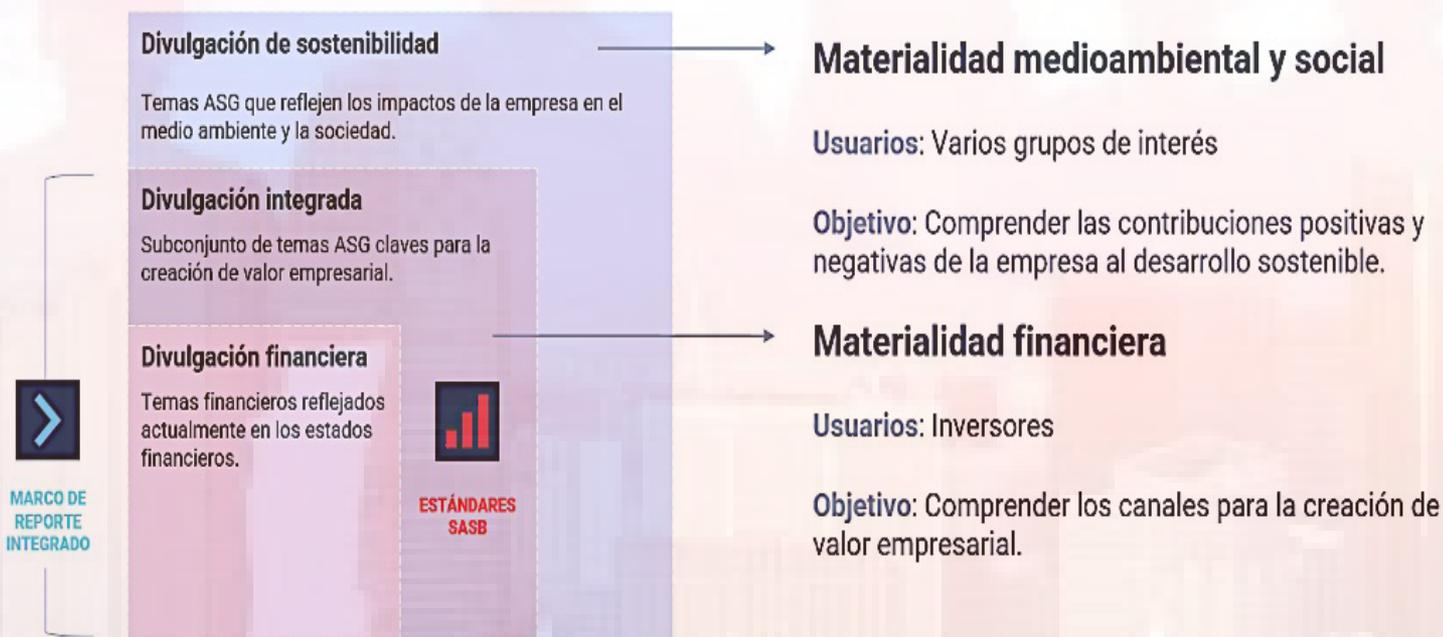 Divulgación de sostenibilidad
Temas ASG que reflejen los impactos de la empresa en el
medio ambiente y la sociedad.
Divulgación integrada
Subconjunto de temas ASG claves para la
creación de valor empresarial.
Divulgación financiera
Temas financieros reflejados
actualmente en los estados
financieros.
MARCO DE
REPORTE
INTEGRADO
ESTÁNDARES
SASB
Materialidad medioambiental y social
Usuarios: Varios grupos de interés
Objetivo: Comprender las contribuciones positivas y
negativas de la empresa al desarrollo sostenible.
Materialidad financiera
Usuarios: Inversores
Objetivo: Comprender los canales para la creación de
valor empresarial.